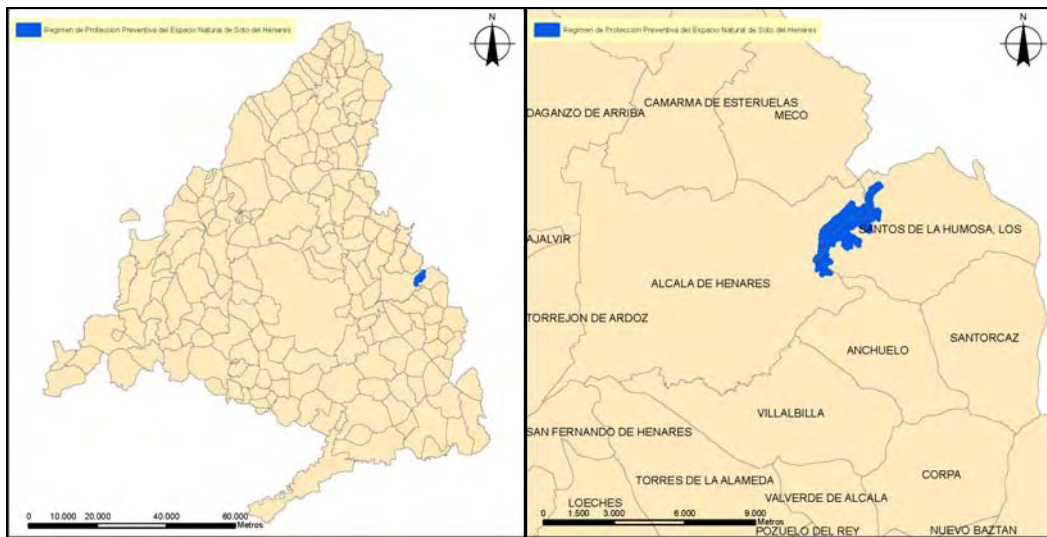 Regimen de Protección Preventiva del Espacio Natural de Soto del Henares
N
0 10.000 20.000 40.000 60.000
Metros
Regimen de Protección Preventiva del Espacio Natural de Soto del Henares
N
CAMARMA DE ESTERUELAS
DAGANZO DE ARRIBA
MECO
SANTOS DE LA HUMOSA, LOS
AJALVIR
ALCALA DE HENARES
TORREJON DE ARDOZ
SANTORCAZ
ANCHUELO
VILLALBILLA
SAN FERNANDO DE HENARES
CORPA
TORRES DE LA ALAMEDA
VALVERDE DE ALCALA
LOECHES
0 1.500 3.000 6.000 9.000
Metros
POZUELO DEL REY
NUEVO BAZTAN